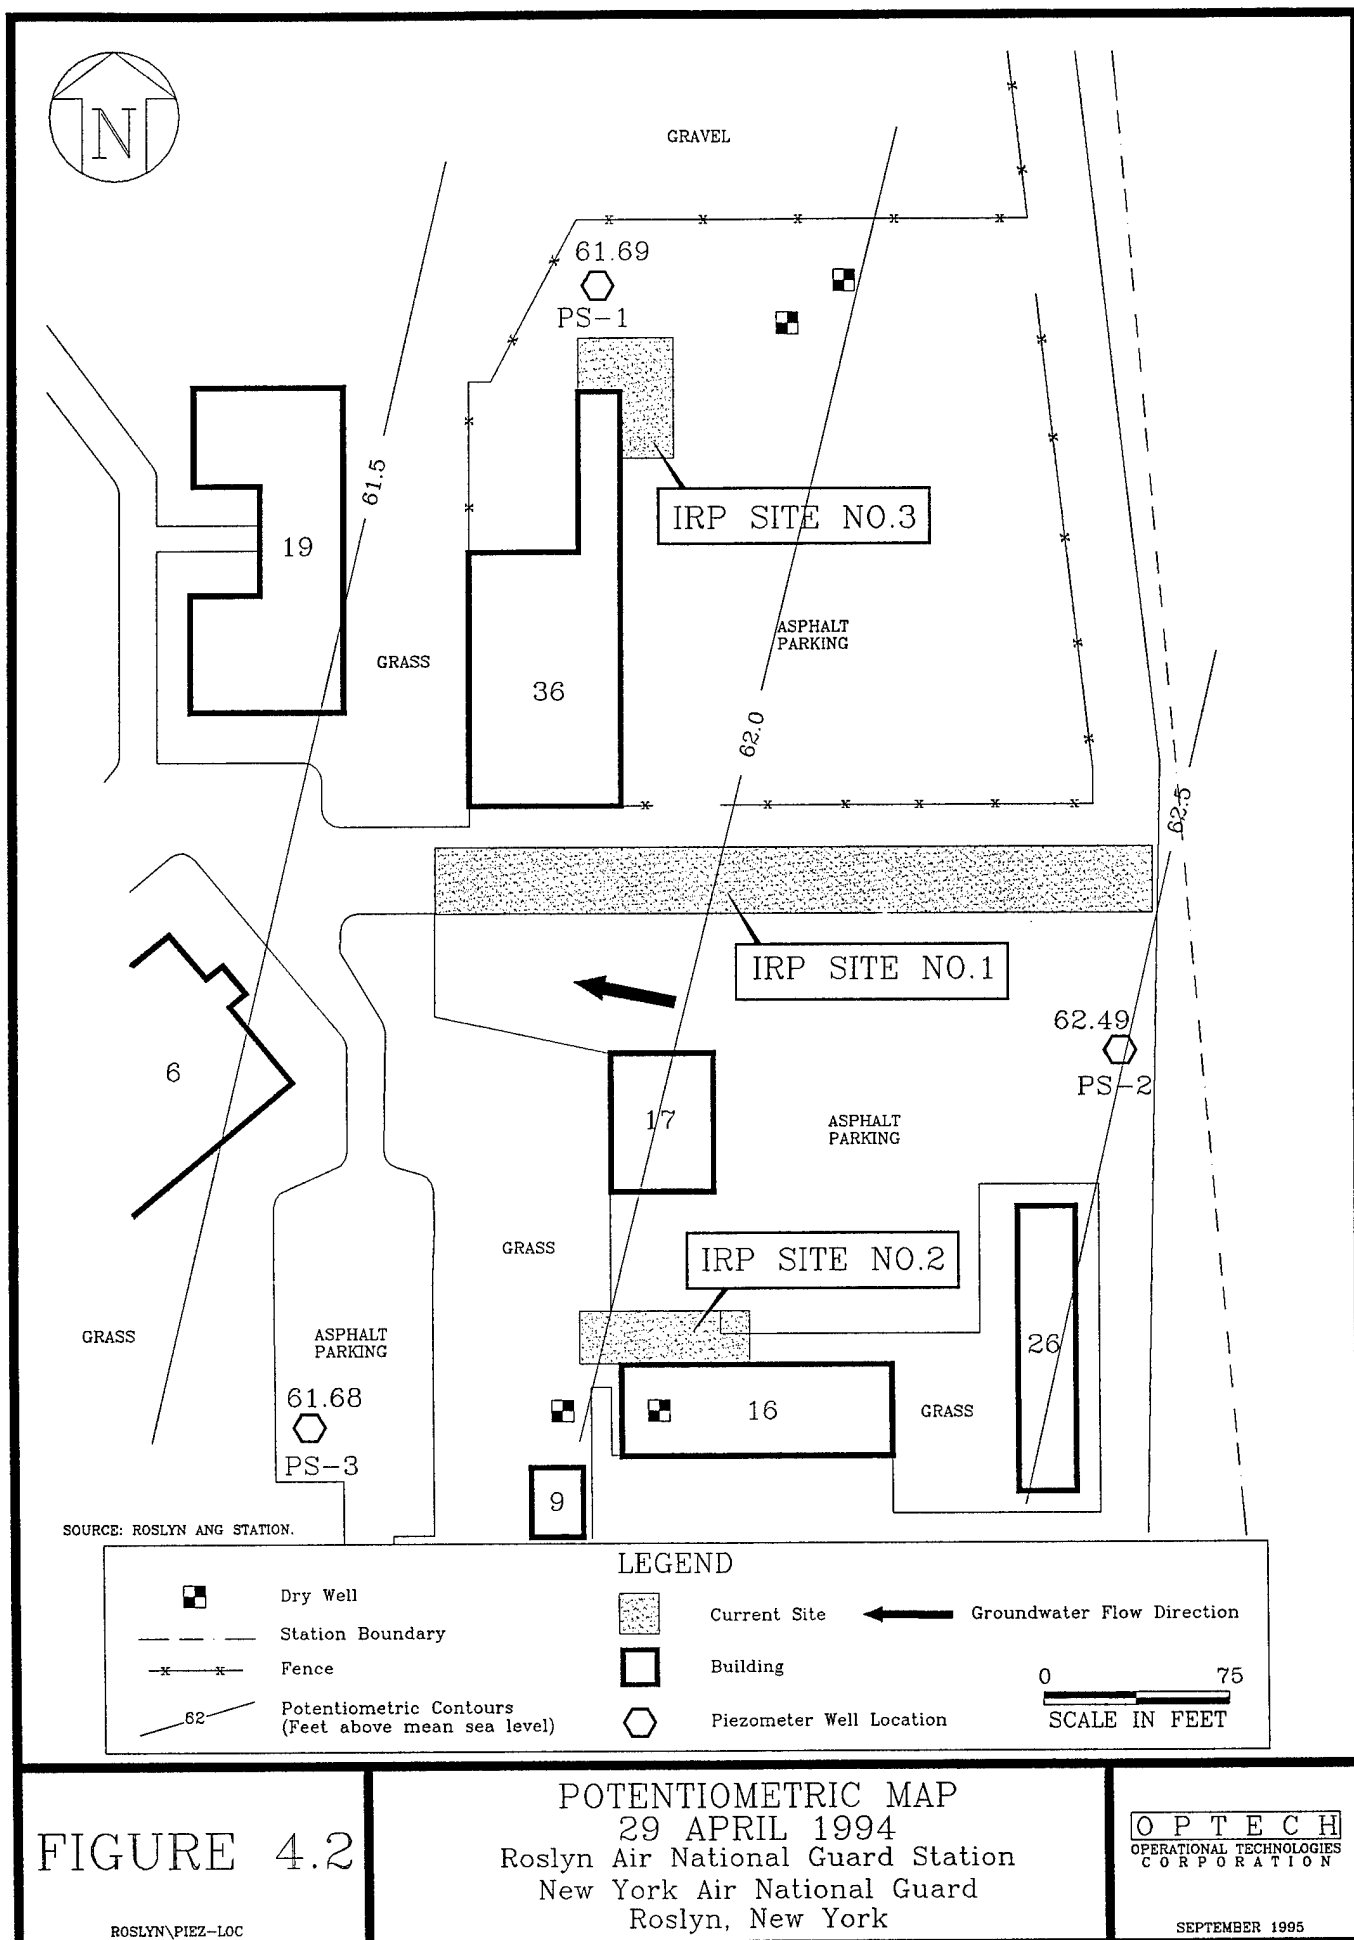 N
GRAVEL
61.69
PS-1
61.5
IRP SITE NO.3
19
ASPHALT
PARKING
GRASS
36
62.0
62.5
IRP SITE NO.1
62.49
PS-2
6
17
ASPHALT
PARKING
GRASS
IRP SITE NO.2
GRASS
ASPHALT
PARKING
26
61.68
PS-3
16
GRASS
9
SOURCE: ROSLYN ANG STATION.
LEGEND
Dry Well
Station Boundary
Fence
62
Potentiometric Contours
(Feet above mean sea level)
Current Site
Building
Piezometer Well Location
Groundwater Flow Direction
0 75
SCALE IN FEET
FIGURE 4.2
ROSLYN\PIEZ-LOC
POTENTIOMETRIC MAP
29 APRIL 1994
Roslyn Air National Guard Station
New York Air National Guard
Roslyn, New York
OPTECH
OPERATIONAL TECHNOLOGIES
CORPORATION
SEPTEMBER 1995